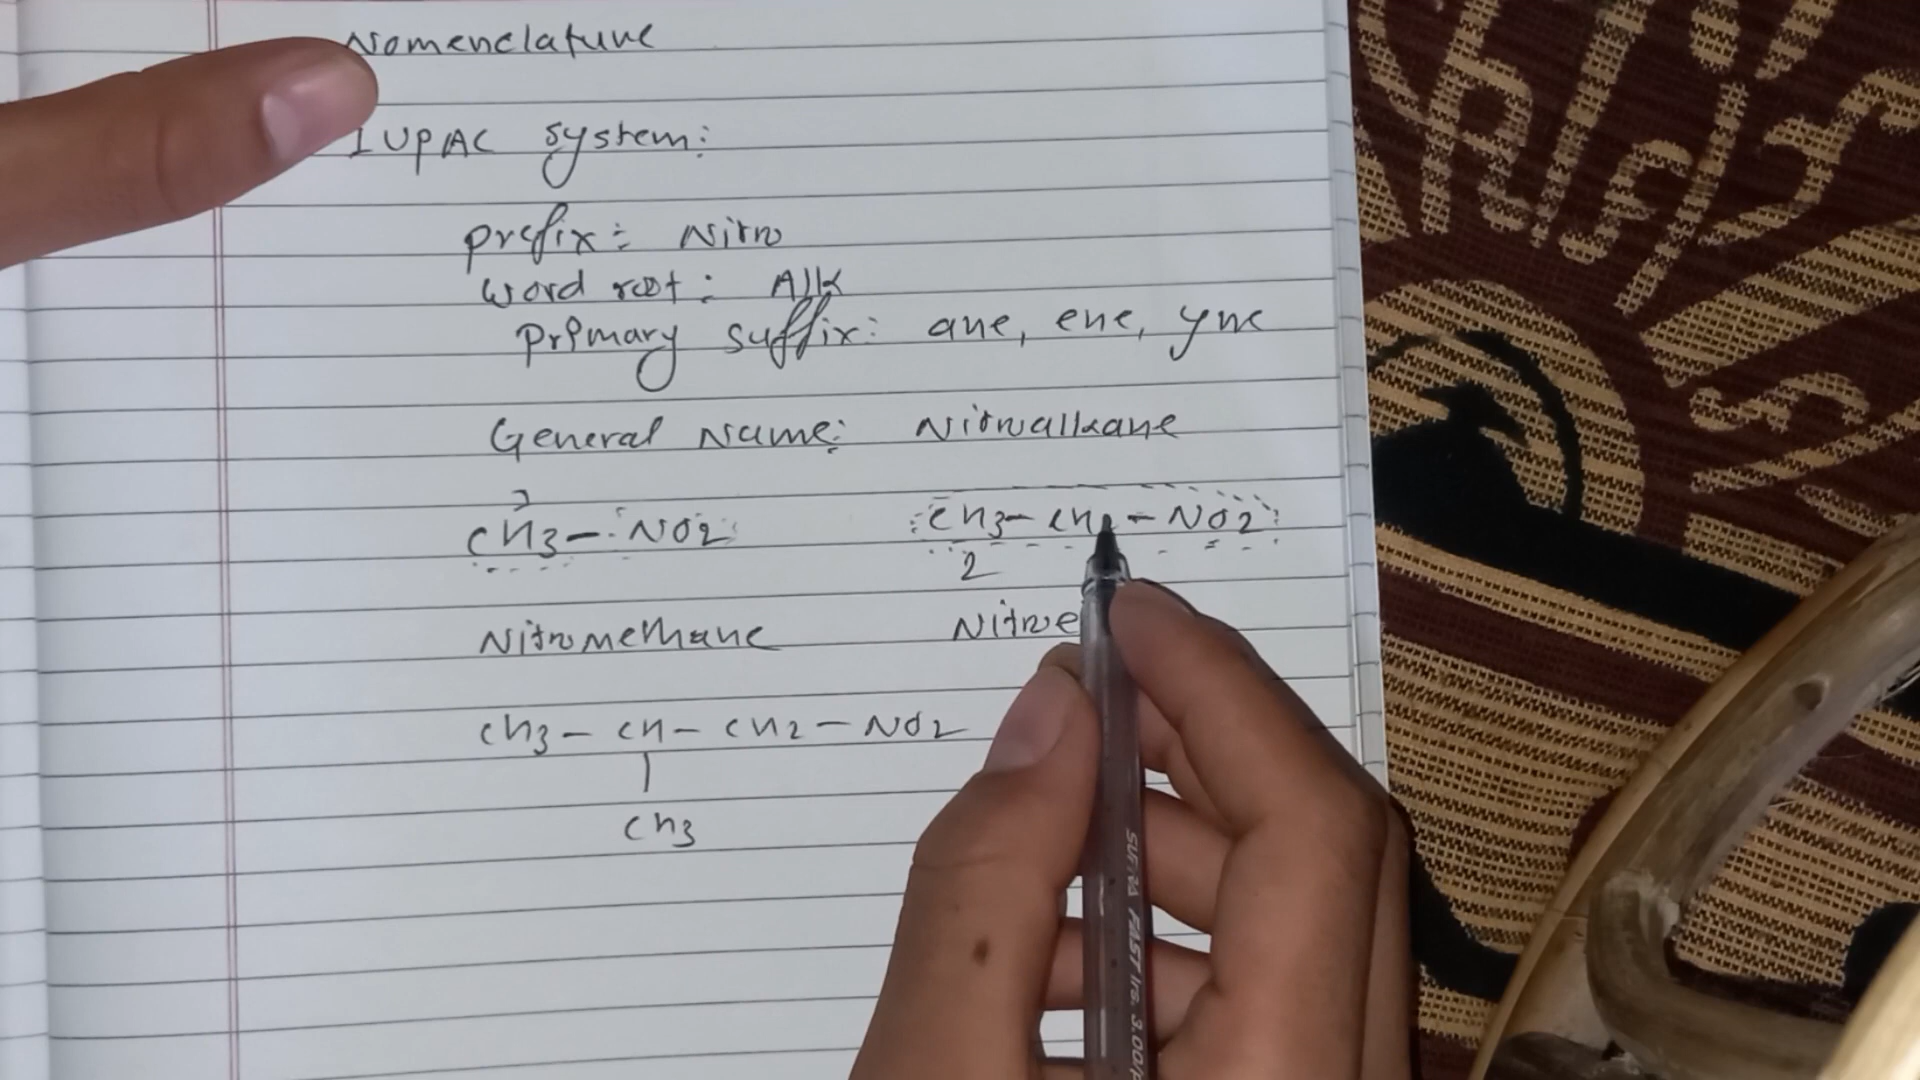 Nomenclature
IUPAC system:
prefix: Nitro
word root: Alk
Primary suffix: ane, ene, yne
General Name: Nitroalkane
CH3 - NO2 CH3 - CH2 - NO2
2
Nitromethane Nitroe
CH3 - CH - CH2 - NO2
|
CH3